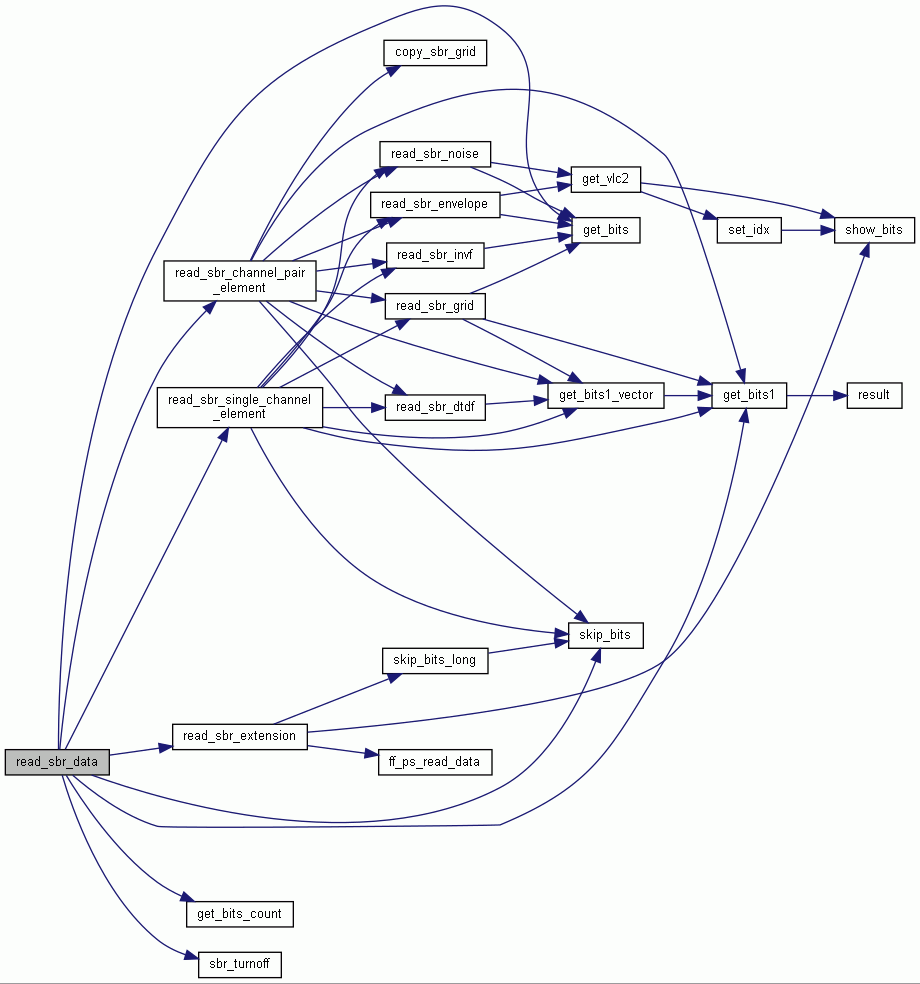 copy_sbr_grid
read_sbr_noise
get_vlc2
read_sbr_envelope
get_bits
set_idx
show_bits
read_sbr_invf
read_sbr_channel_pair
_element
read_sbr_grid
read_sbr_single_channel
_element
read_sbr_dtdf
get_bits1_vector
get_bits1
result
skip_bits
skip_bits_long
read_sbr_extension
read_sbr_data
ff_ps_read_data
get_bits_count
sbr_turnoff